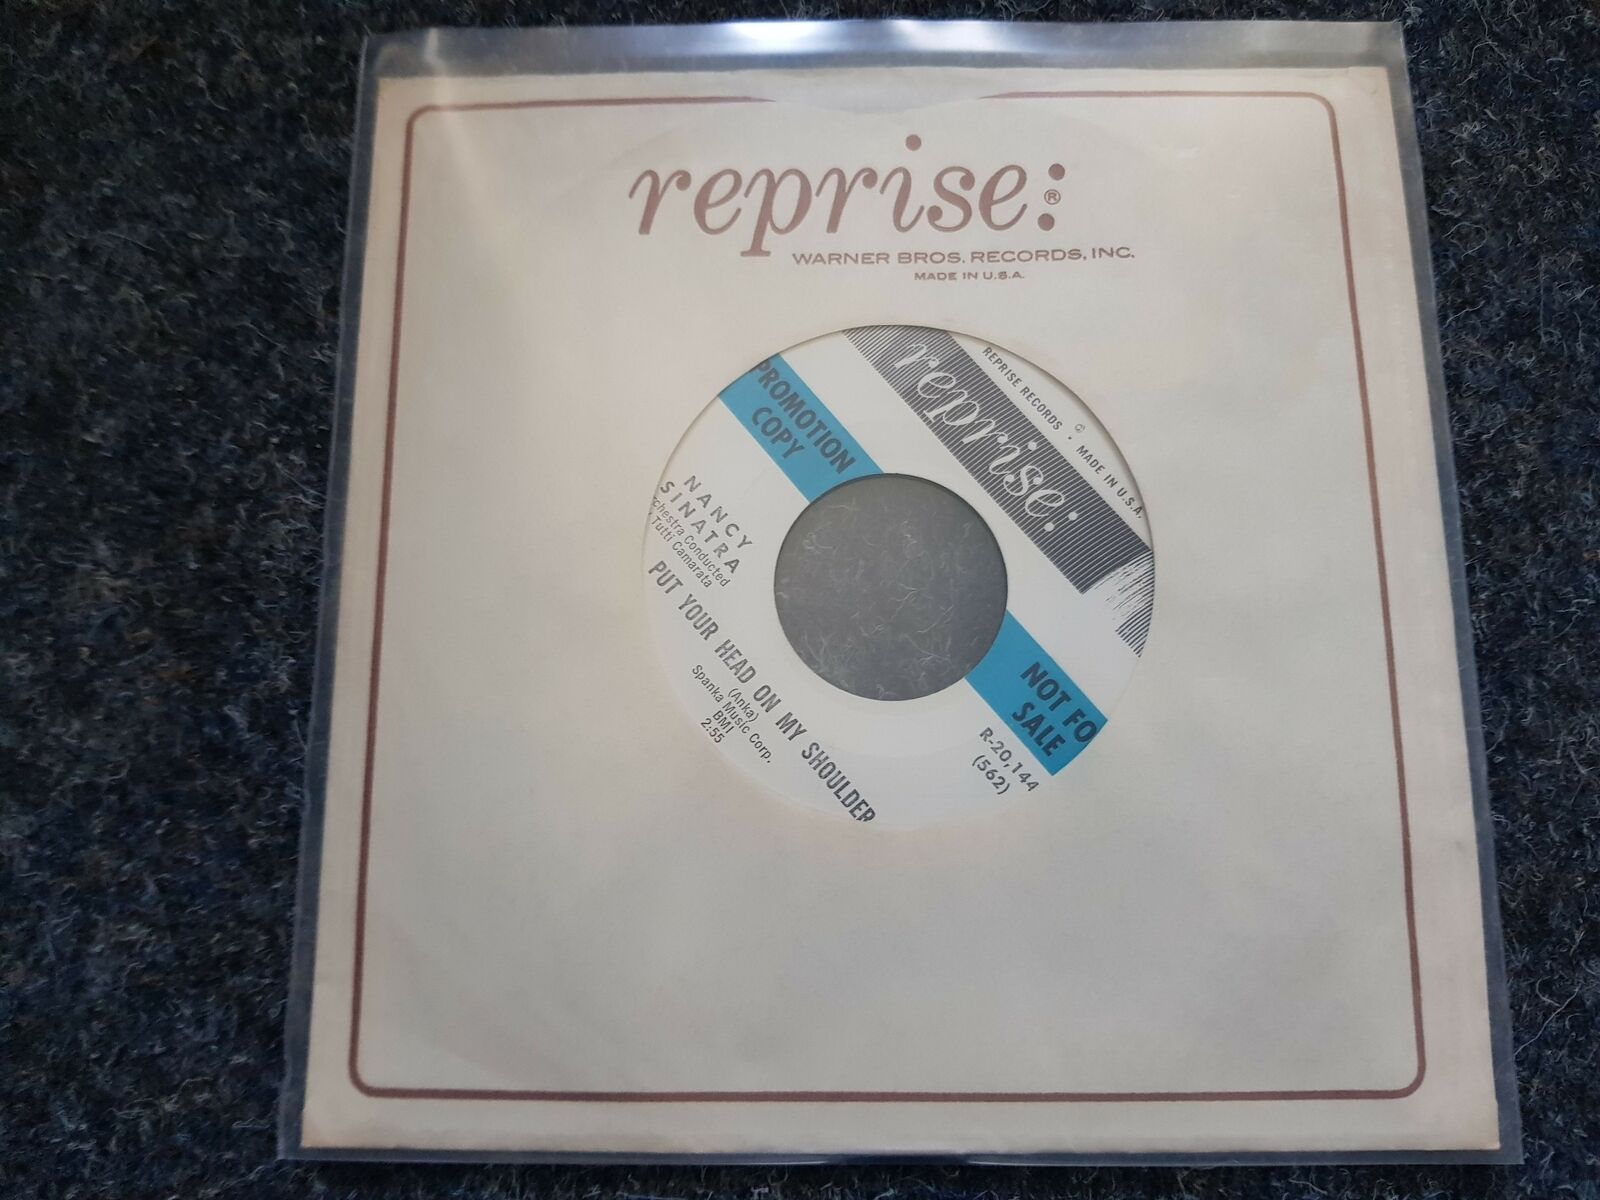 reprise:®
WARNER BROS. RECORDS, INC.
MADE IN U.S.A.
reprise:
REPRISE RECORDS • MADE IN U.S.A.
PROMOTION
COPY
NOT FO
SALE
NANCY
SINATRA
chestra Conducted
Tutti Camarata
PUT YOUR HEAD ON MY SHOULDER
(Anka)
Spanka Music Corp.
BMI
2:55
R-20,144
(562)